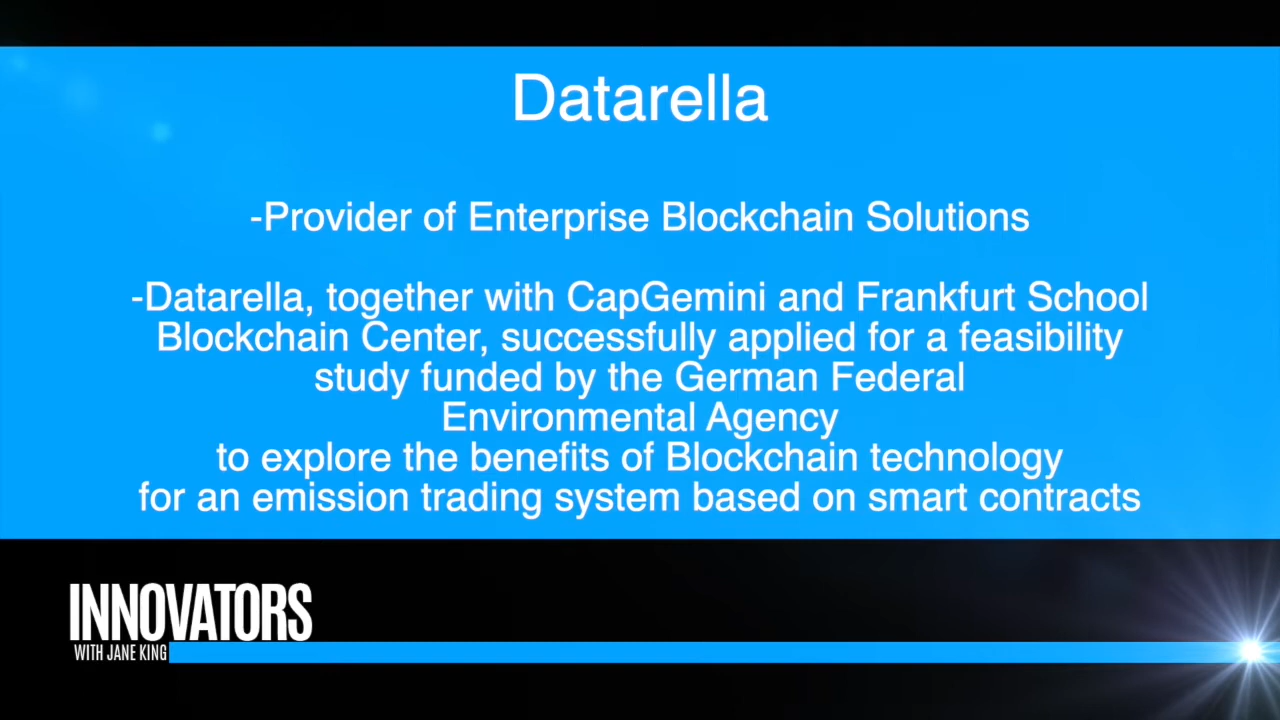 Datarella
-Provider of Enterprise Blockchain Solutions
-Datarella, together with CapGemini and Frankfurt School
Blockchain Center, successfully applied for a feasibility
study funded by the German Federal
Environmental Agency
to explore the benefits of Blockchain technology
for an emission trading system based on smart contracts
INNOVATORS
WITH JANE KING